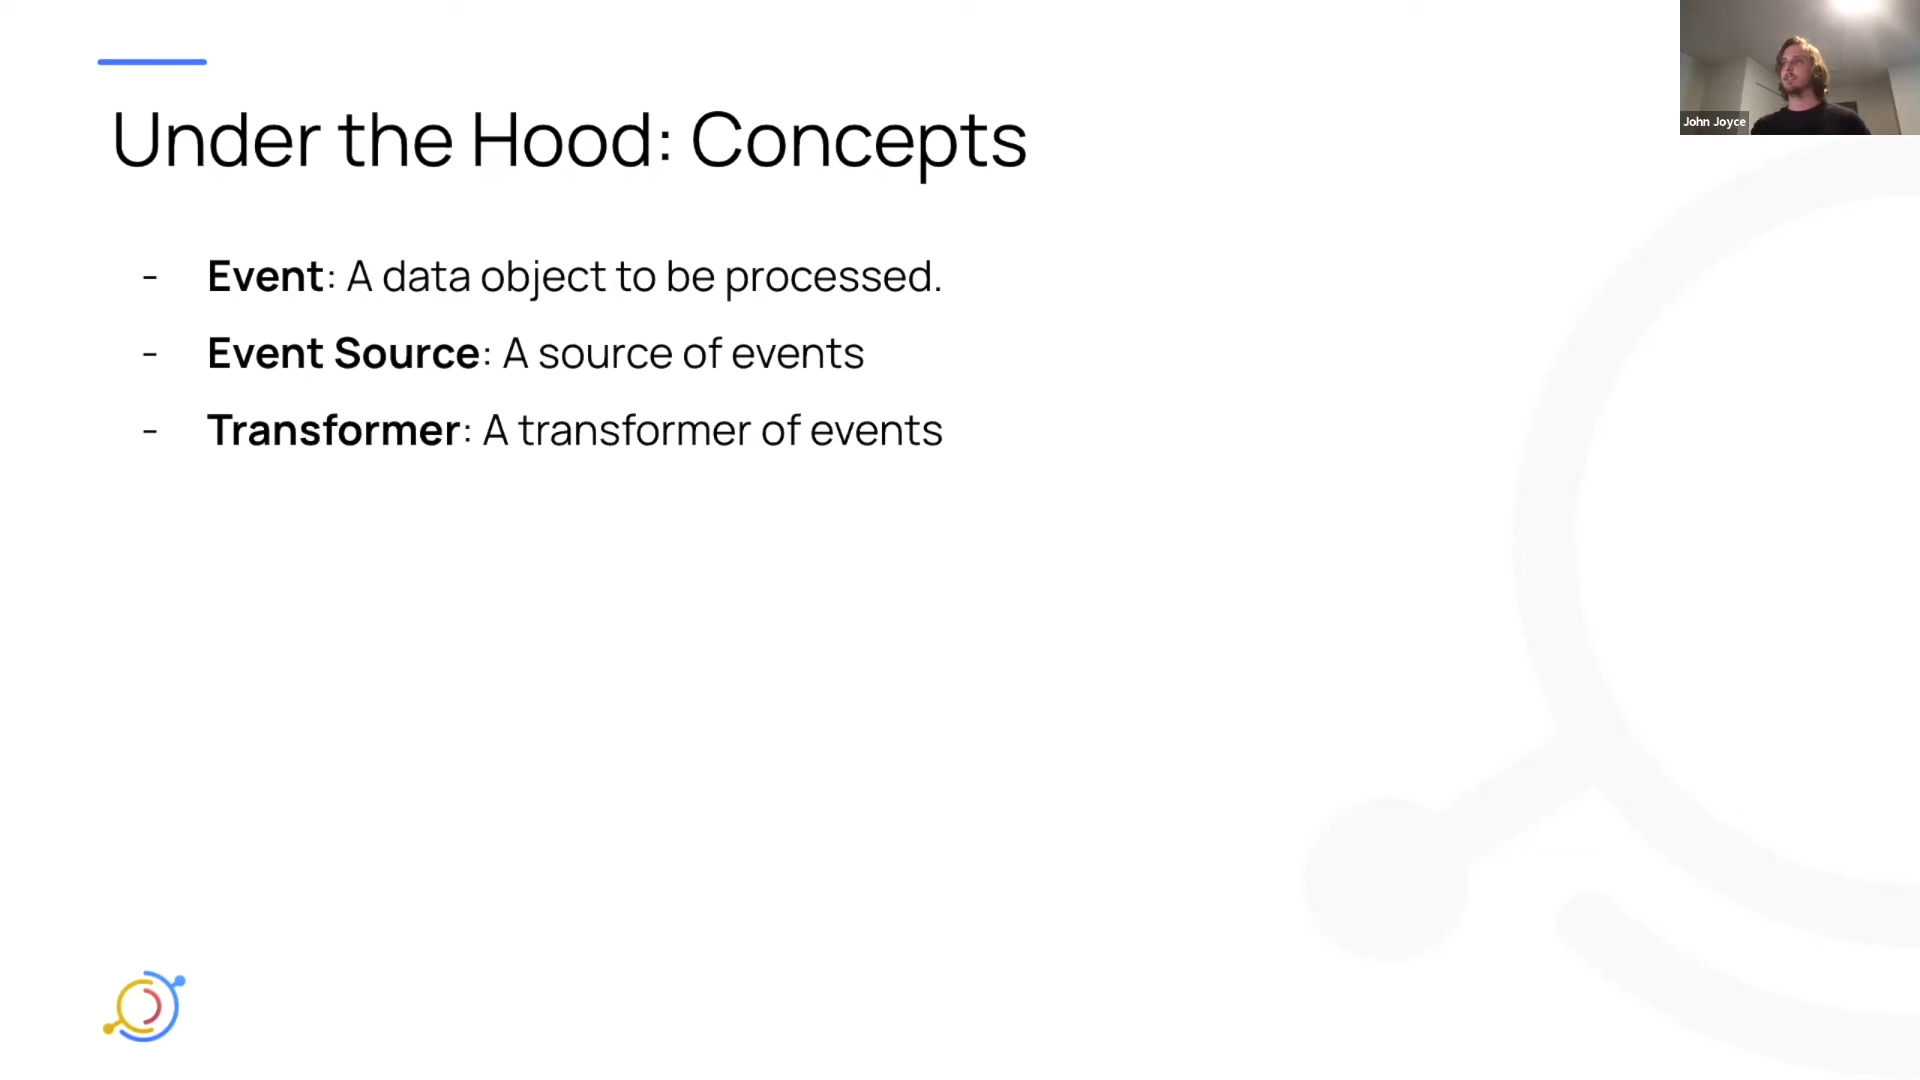 Under the Hood: Concepts
- Event: A data object to be processed.
- Event Source: A source of events
- Transformer: A transformer of events
John Joyce